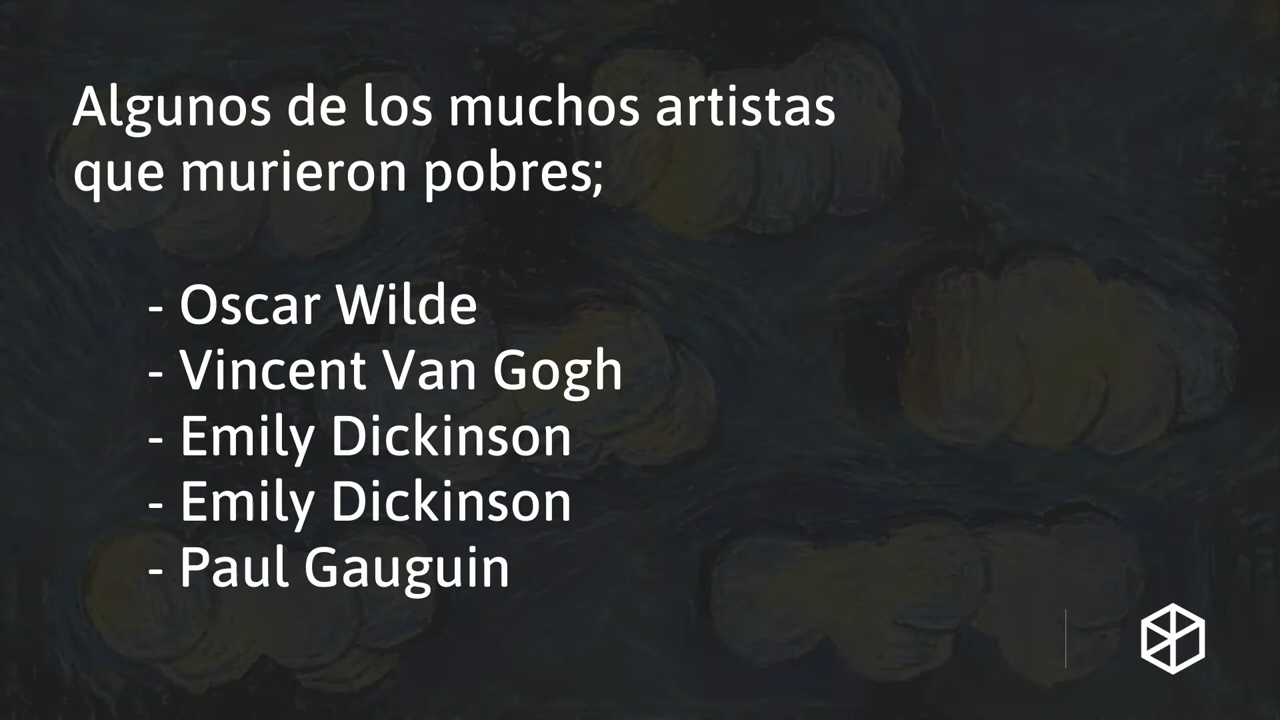 Algunos de los muchos artistas
que murieron pobres;
- Oscar Wilde
- Vincent Van Gogh
- Emily Dickinson
- Emily Dickinson
- Paul Gauguin